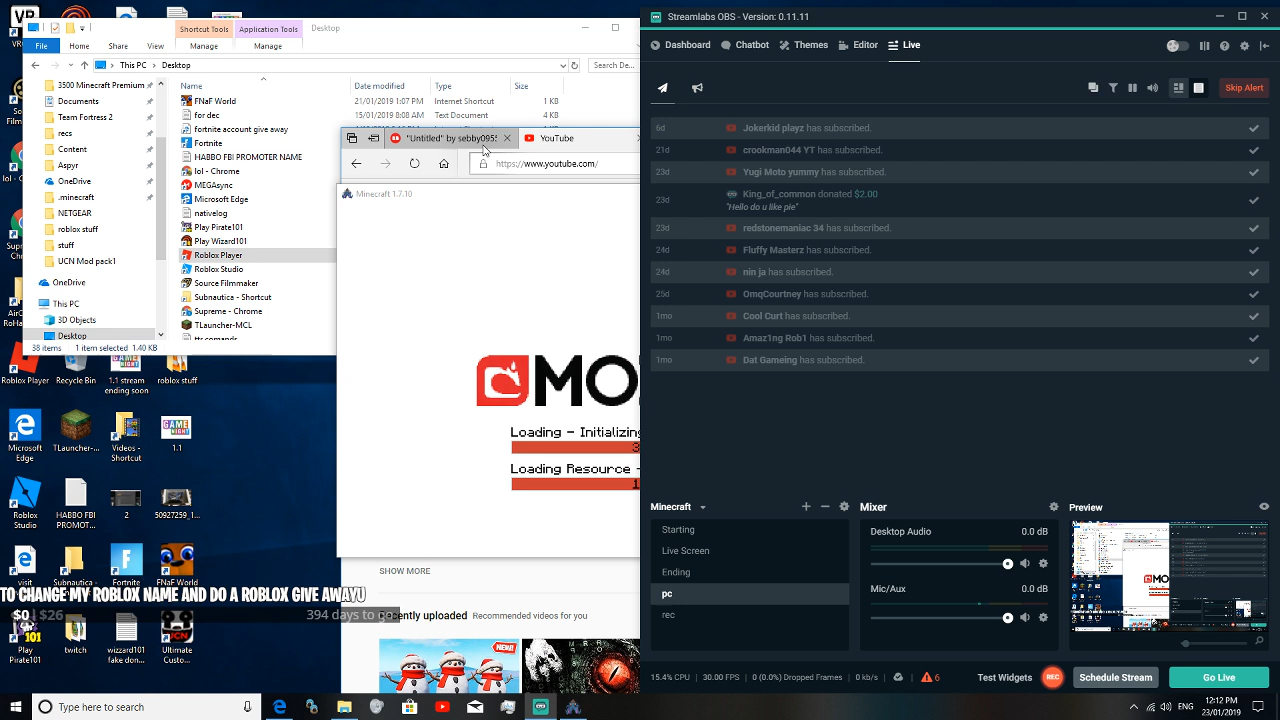 VR
Shortcut Tools
Application Tools
Desktop
File
Home
Share
View
Manage
Manage
This PC
Desktop
Search De...
3500 Minecraft Premium
Documents
Team Fortress 2
recs
Content
Aspyr
OneDrive
.minecraft
NETGEAR
roblox stuff
stuff
UCN Mod pack1
OneDrive
This PC
3D Objects
Desktop
Name
Date modified
Type
Size
FNaF World
21/01/2019 1:07 PM
Internet Shortcut
1 KB
for dec
15/01/2019 8:08 AM
Text Document
4 KB
fortnite account give away
Fortnite
HABBO FBI PROMOTER NAME
lol - Chrome
MEGAsync
Microsoft Edge
nativelog
Play Pirate101
Play Wizard101
Roblox Player
Roblox Studio
Source Filmmaker
Subnautica - Shortcut
Supreme - Chrome
TLauncher-MCL
38 items
1 item selected 1.40 KB
"Untitled" by sebby095!
YouTube
https://www.youtube.com/
Minecraft 1.7.10
MO
Loading - Initializing
3
Loading Resource -
1
SHOW MORE
Recently uploaded
Recommended videos for you
NEW!
Roblox Player
Recycle Bin
1.1 stream ending soon
roblox stuff
Microsoft Edge
TLauncher-...
Videos - Shortcut
1.1
Roblox Studio
HABBO FBI PROMOT...
2
50927259_1...
visit
Subnautica -
Fortnite
FNaF World
TO CHANGE MY ROBLOX NAME AND DO A ROBLOX GIVE AWAYU
$0 | $26
394 days to go
Play Pirate101
twitch
wizzard101 fake don...
Ultimate Custo...
Type here to search
Streamlabs OBS - Version: 0.11.11
Dashboard
Chatbot
Themes
Editor
Live
Skip Alert
6d
Jokerkid playz has subscribed.
21d
crookman044 YT has subscribed.
23d
Yugi Moto yummy has subscribed.
23d
King_of_common donated $2.00
"Hello do u like pie"
23d
redstonemaniac 34 has subscribed.
24d
Fluffy Masterz has subscribed.
24d
nin ja has subscribed.
25d
OmqCourtney has subscribed.
1mo
Cool Curt has subscribed.
1mo
Amaz1ng Rob1 has subscribed.
1mo
Dat Gameing has subscribed.
Minecraft
Starting
Live Screen
Ending
pc
rec
Mixer
Desktop Audio
0.0 dB
Mic/Aux
0.0 dB
Preview
15.4% CPU
30.00 FPS
0 (0.0%) Dropped Frames
0 kb/s
6
Test Widgets
REC
Schedule Stream
Go Live
ENG
12:12 PM
23/01/2019